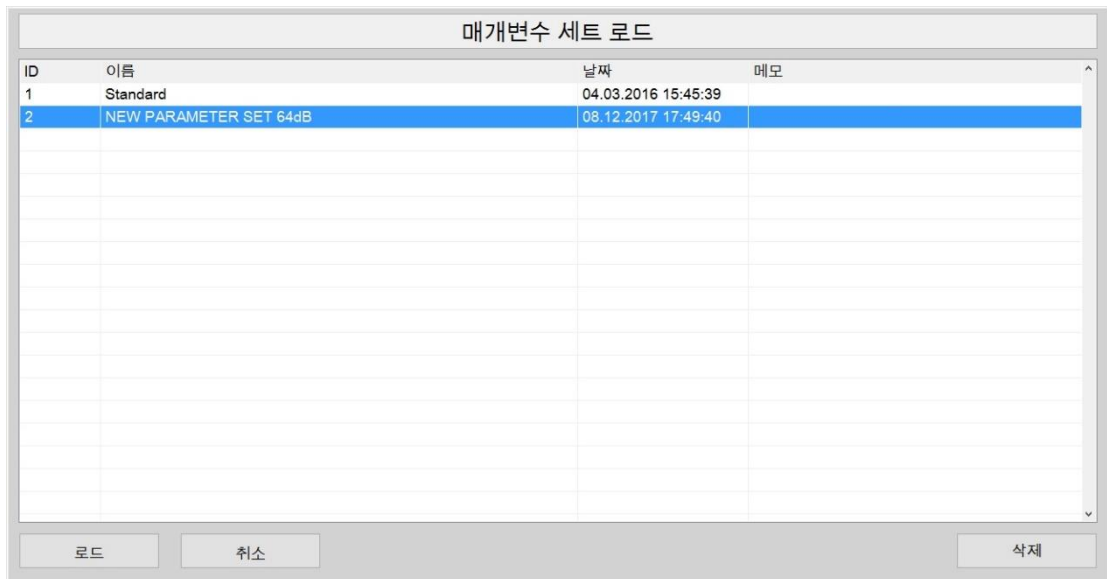 매개변수 세트 로드
ID 이름 날짜 메모
1 Standard 04.03.2016 15:45:39
2 NEW PARAMETER SET 64dB 08.12.2017 17:49:40
로드 취소 삭제